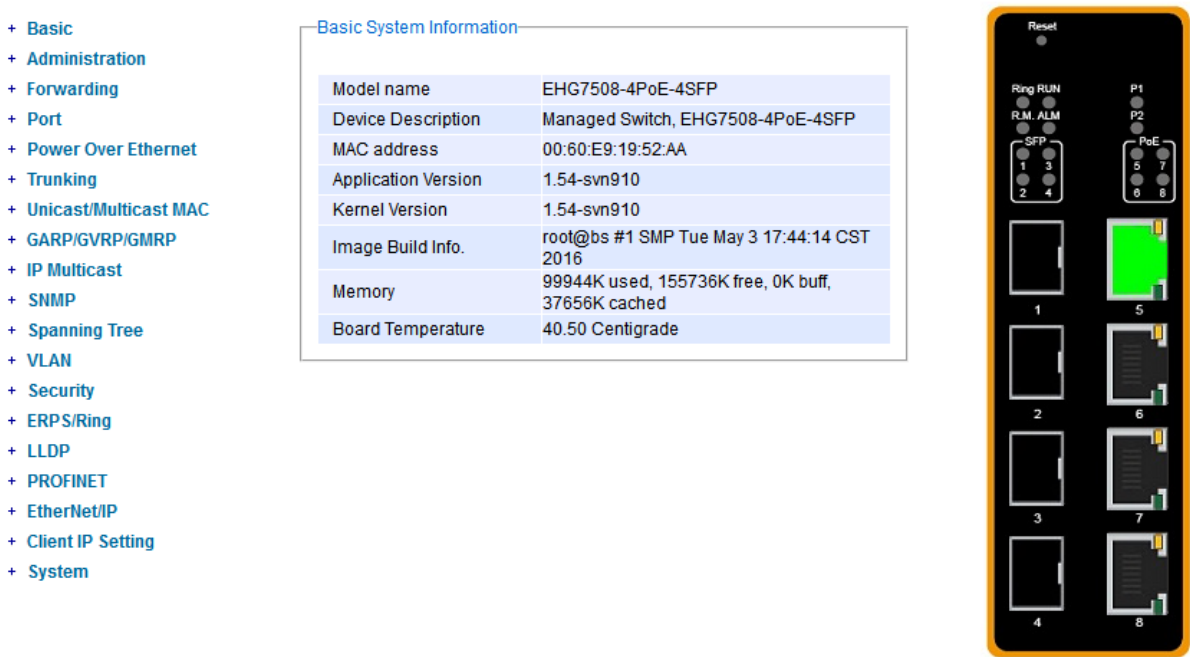 + Basic
+ Administration
+ Forwarding
+ Port
+ Power Over Ethernet
+ Trunking
+ Unicast/Multicast MAC
+ GARP/GVRP/GMRP
+ IP Multicast
+ SNMP
+ Spanning Tree
+ VLAN
+ Security
+ ERPS/Ring
+ LLDP
+ PROFINET
+ EtherNet/IP
+ Client IP Setting
+ System
Basic System Information
Model name EHG7508-4PoE-4SFP
Device Description Managed Switch, EHG7508-4PoE-4SFP
MAC address 00:60:E9:19:52:AA
Application Version 1.54-svn910
Kernel Version 1.54-svn910
Image Build Info. root@bs #1 SMP Tue May 3 17:44:14 CST
2016
Memory 99944K used, 155736K free, 0K buff,
37656K cached
Board Temperature 40.50 Centigrade
Reset
Ring RUN P1
R.M. ALM P2
SFP PoE
1 3 5 7
2 4 6 8
1 5
2 6
3 7
4 8